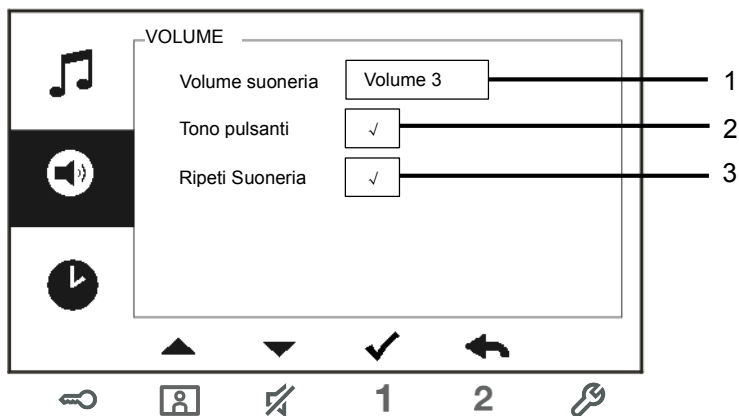 VOLUME
Volume suoneria Volume 3 1
Tono pulsanti √ 2
Ripeti Suoneria √ 3
1 2